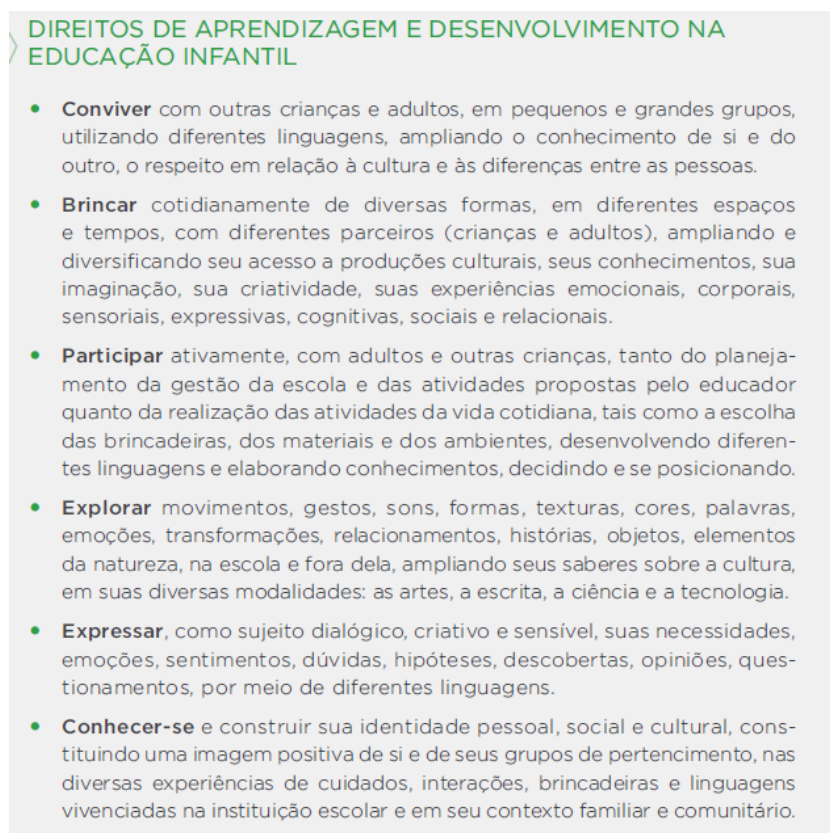 DIREITOS DE APRENDIZAGEM E DESENVOLVIMENTO NA
EDUCAÇÃO INFANTIL
• Conviver com outras crianças e adultos, em pequenos e grandes grupos,
utilizando diferentes linguagens, ampliando o conhecimento de si e do
outro, o respeito em relação à cultura e às diferenças entre as pessoas.
• Brincar cotidianamente de diversas formas, em diferentes espaços
e tempos, com diferentes parceiros (crianças e adultos), ampliando e
diversificando seu acesso a produções culturais, seus conhecimentos, sua
imaginação, sua criatividade, suas experiências emocionais, corporais,
sensoriais, expressivas, cognitivas, sociais e relacionais.
• Participar ativamente, com adultos e outras crianças, tanto do planeja-
mento da gestão da escola e das atividades propostas pelo educador
quanto da realização das atividades da vida cotidiana, tais como a escolha
das brincadeiras, dos materiais e dos ambientes, desenvolvendo diferen-
tes linguagens e elaborando conhecimentos, decidindo e se posicionando.
• Explorar movimentos, gestos, sons, formas, texturas, cores, palavras,
emoções, transformações, relacionamentos, histórias, objetos, elementos
da natureza, na escola e fora dela, ampliando seus saberes sobre a cultura,
em suas diversas modalidades: as artes, a escrita, a ciência e a tecnologia.
• Expressar, como sujeito dialógico, criativo e sensível, suas necessidades,
emoções, sentimentos, dúvidas, hipóteses, descobertas, opiniões, ques-
tionamentos, por meio de diferentes linguagens.
• Conhecer-se e construir sua identidade pessoal, social e cultural, cons-
tituindo uma imagem positiva de si e de seus grupos de pertencimento, nas
diversas experiências de cuidados, interações, brincadeiras e linguagens
vivenciadas na instituição escolar e em seu contexto familiar e comunitário.